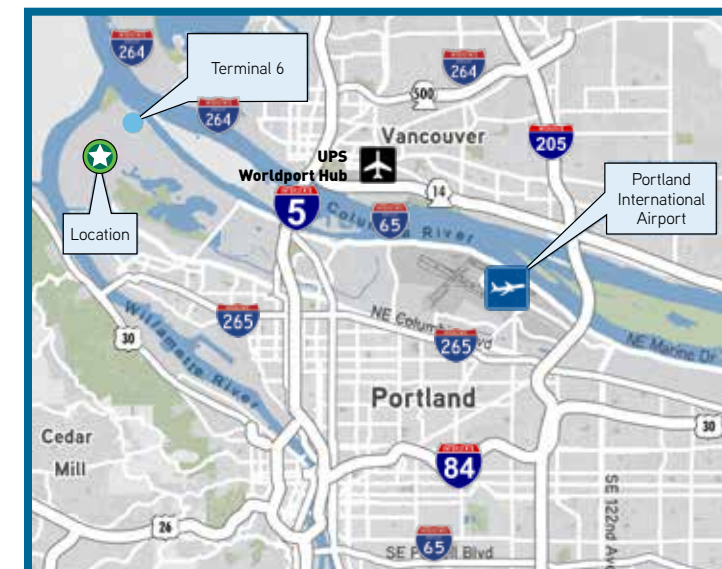 264
Terminal 6
264
264
500
Vancouver
205
UPS
Worldport Hub
14
Portland
International
Airport
5
65
River
Location
265
NE
265
vd
NE Marine Dr
30
Willamette River
Portland
30
Cedar
Mill
84
26
65
SE
Blvd
SE 122nd Ave